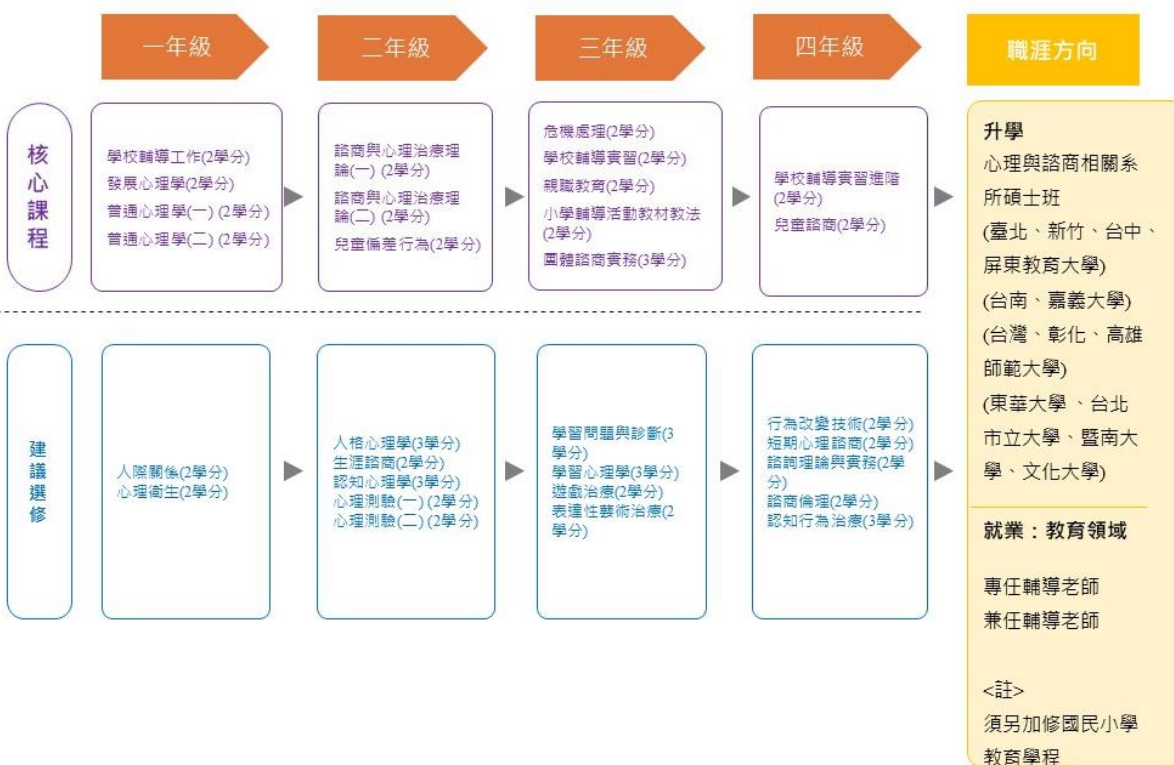 一年級
二年級
三年級
四年級
職涯方向
核心課程
學校輔導工作(2學分)
發展心理學(2學分)
普通心理學(一) (2學分)
普通心理學(二) (2學分)
諮商與心理治療理
論(一) (2學分)
諮商與心理治療理
論(二) (2學分)
兒童偏差行為(2學分)
危機處理(2學分)
學校輔導實習(2學分)
親職教育(2學分)
小學輔導活動教材教法
(2學分)
團體諮商實務(3學分)
學校輔導實習進階
(2學分)
兒童諮商(2學分)
建議選修
人際關係(2學分)
心理衛生(2學分)
人格心理學(3學分)
生涯諮商(2學分)
認知心理學(3學分)
心理測驗(一) (2學分)
心理測驗(二) (2學分)
學習問題與診斷(3
學分)
學習心理學(3學分)
遊戲治療(2學分)
表達性藝術治療(2
學分)
行為改變技術(2學分)
短期心理諮商(2學分)
諮詢理論與實務(2學
分)
諮商倫理(2學分)
認知行為治療(3學分)
升學
心理與諮商相關系
所碩士班
(臺北、新竹、台中、
屏東教育大學)
(台南、嘉義大學)
(台灣、彰化、高雄
師範大學)
(東華大學、台北
市立大學、暨南大
學、文化大學)
就業：教育領域
專任輔導老師
兼任輔導老師
<註>
須另加修國民小學
教育學程